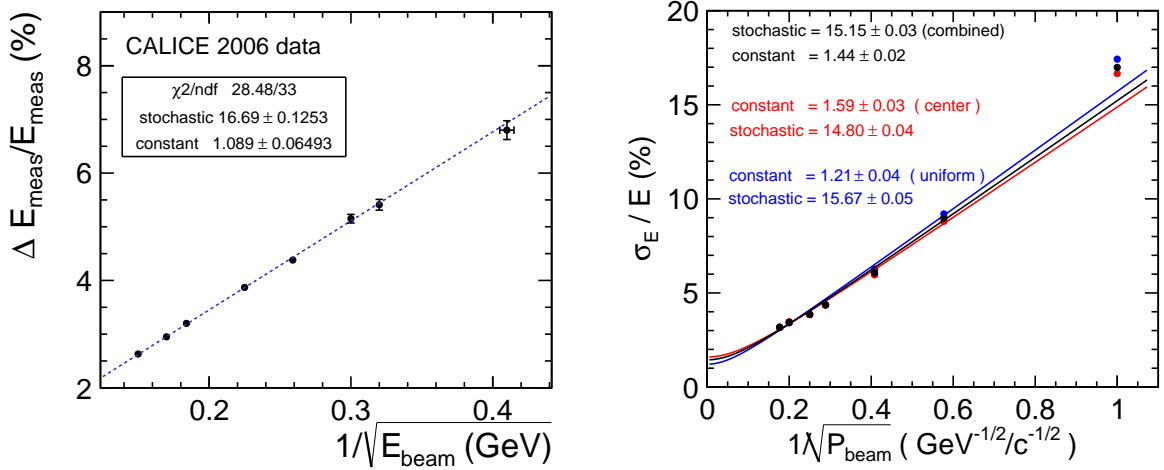 CALICE 2006 data
χ2/ndf 28.48/33
stochastic 16.69 ± 0.1253
constant 1.089 ± 0.06493
Δ E_meas/E_meas (%)
8
6
4
2
0.2 0.3 0.4
1/√E_beam (GeV)
stochastic = 15.15 ± 0.03 (combined)
constant = 1.44 ± 0.02
constant = 1.59 ± 0.03 ( center )
stochastic = 14.80 ± 0.04
constant = 1.21 ± 0.04 ( uniform )
stochastic = 15.67 ± 0.05
σ_E / E (%)
20
15
10
5
0
0 0.2 0.4 0.6 0.8 1
1/√P_beam ( GeV^-1/2/c^-1/2 )